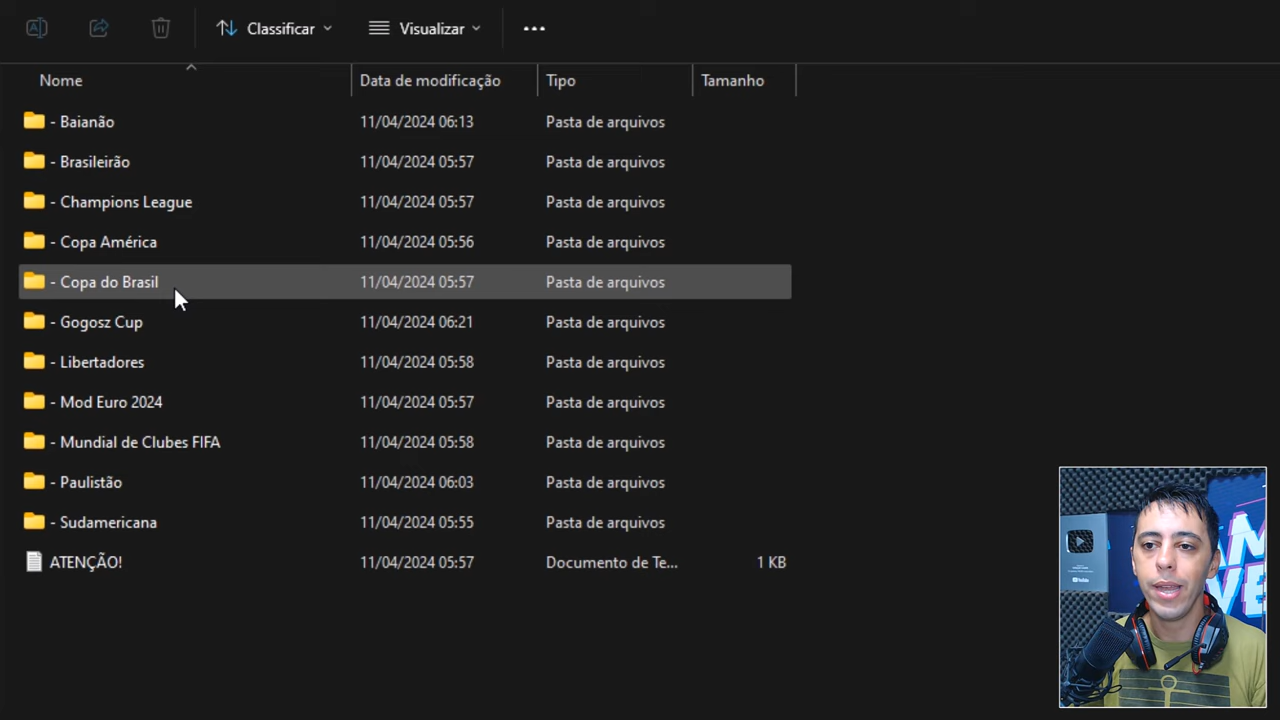 Classificar Visualizar
Nome Data de modificação Tipo Tamanho
- Baianão 11/04/2024 06:13 Pasta de arquivos
- Brasileirão 11/04/2024 05:57 Pasta de arquivos
- Champions League 11/04/2024 05:57 Pasta de arquivos
- Copa América 11/04/2024 05:56 Pasta de arquivos
- Copa do Brasil 11/04/2024 05:57 Pasta de arquivos
- Gogosz Cup 11/04/2024 06:21 Pasta de arquivos
- Libertadores 11/04/2024 05:58 Pasta de arquivos
- Mod Euro 2024 11/04/2024 05:57 Pasta de arquivos
- Mundial de Clubes FIFA 11/04/2024 05:58 Pasta de arquivos
- Paulistão 11/04/2024 06:03 Pasta de arquivos
- Sudamericana 11/04/2024 05:55 Pasta de arquivos
ATENÇÃO! 11/04/2024 05:57 Documento de Te... 1 KB